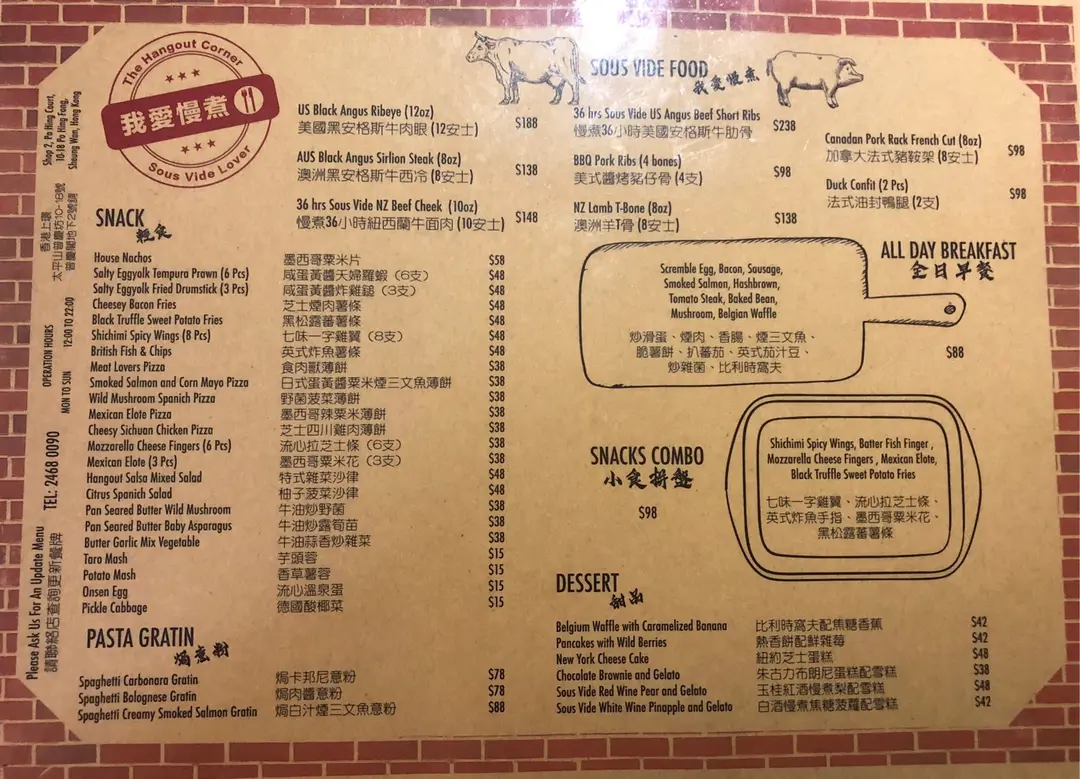 The Hangout Corner
我愛慢煮
Sous Vide Lover
Shop 2, Po Hing Court,
10-18 Po Hing Fong,
Sheung Wan, Hong Kong
香港上環
太平山普慶坊10-18號
普慶閣地下2號舖
OPERATION HOURS
MON TO SUN 12:00 TO 22:00
TEL: 2468 0090
Please Ask Us For An Update Menu
請聯絡店查詢更新餐牌
SOUS VIDE FOOD
我愛慢煮
US Black Angus Ribeye (12oz) $188
美國黑安格斯牛肉眼 (12安士)
AUS Black Angus Sirlion Steak (8oz) $138
澳洲黑安格斯牛西冷 (8安士)
36 hrs Sous Vide NZ Beef Cheek (10oz) $148
慢煮36小時紐西蘭牛面肉 (10安士)
36 hrs Sous Vide US Angus Beef Short Ribs $238
慢煮36小時美國安格斯牛肋骨
BBQ Pork Ribs (4 bones) $98
美式醬烤豬仔骨 (4支)
NZ Lamb T-Bone (8oz) $138
澳洲羊T骨 (8安士)
Canadan Pork Rack French Cut (8oz) $98
加拿大法式豬鞍架 (8安士)
Duck Confit (2 Pcs) $98
法式油封鴨腿 (2支)
SNACK
輕食
House Nachos 墨西哥粟米片 $58
Salty Eggyolk Tempura Prawn (6 Pcs) 咸蛋黃醬天婦羅蝦 (6支) $48
Salty Eggyolk Fried Drumstick (3 Pcs) 咸蛋黃醬炸雞鎚 (3支) $48
Cheesey Bacon Fries 芝士煙肉薯條 $48
Black Truffle Sweet Potato Fries 黑松露蕃薯條 $48
Shichimi Spicy Wings (8 Pcs) 七味一字雞翼 (8支) $48
British Fish & Chips 英式炸魚薯條 $48
Meat Lovers Pizza 食肉獸薄餅 $38
Smoked Salmon and Corn Mayo Pizza 日式蛋黃醬粟米煙三文魚薄餅 $38
Wild Mushroom Spanich Pizza 野菌菠菜薄餅 $38
Mexican Elote Pizza 墨西哥辣粟米薄餅 $38
Cheesy Sichuan Chicken Pizza 芝士四川雞肉薄餅 $38
Mozzarella Cheese Fingers (6 Pcs) 流心拉芝士條 (6支) $38
Mexican Elote (3 Pcs) 墨西哥粟米花 (3支) $38
Hangout Salsa Mixed Salad 特式雜菜沙律 $48
Citrus Spanich Salad 柚子菠菜沙律 $48
Pan Seared Butter Wild Mushroom 牛油炒野菌 $38
Pan Seared Butter Baby Asparagus 牛油炒露筍苗 $38
Butter Garlic Mix Vegetable 牛油蒜香炒雜菜 $38
Taro Mash 芋頭蓉 $15
Potato Mash 香草薯蓉 $15
Onsen Egg 流心溫泉蛋 $15
Pickle Cabbage 德國酸椰菜 $15
PASTA GRATIN
焗意粉
Spaghetti Carbonara Gratin 焗卡邦尼意粉 $78
Spaghetti Bolognese Gratin 焗肉醬意粉 $78
Spaghetti Creamy Smoked Salmon Gratin 焗白汁煙三文魚意粉 $88
ALL DAY BREAKFAST
全日早餐
$88
Scremble Egg, Bacon, Sausage,
Smoked Salmon, Hashbrown,
Tomato Steak, Baked Bean,
Mushroom, Belgian Waffle
炒滑蛋、煙肉、香腸、煙三文魚、
脆薯餅、扒蕃茄、英式茄汁豆、
炒雜菌、比利時窩夫
SNACKS COMBO
小食拼盤
$98
Shichimi Spicy Wings, Batter Fish Finger ,
Mozzarella Cheese Fingers , Mexican Elote,
Black Truffle Sweet Potato Fries
七味一字雞翼、流心拉芝士條、
英式炸魚手指、墨西哥粟米花、
黑松露蕃薯條
DESSERT
甜品
Belgium Waffle with Caramelized Banana 比利時窩夫配焦糖香蕉 $42
Pancakes with Wild Berries 熱香餅配鮮雜莓 $42
New York Cheese Cake 紐約芝士蛋糕 $48
Chocolate Brownie and Gelato 朱古力布朗尼蛋糕配雪糕 $38
Sous Vide Red Wine Pear and Gelato 玉桂紅酒慢煮梨配雪糕 $48
Sous Vide White Wine Pinapple and Gelato 白酒慢煮焦糖菠蘿配雪糕 $42